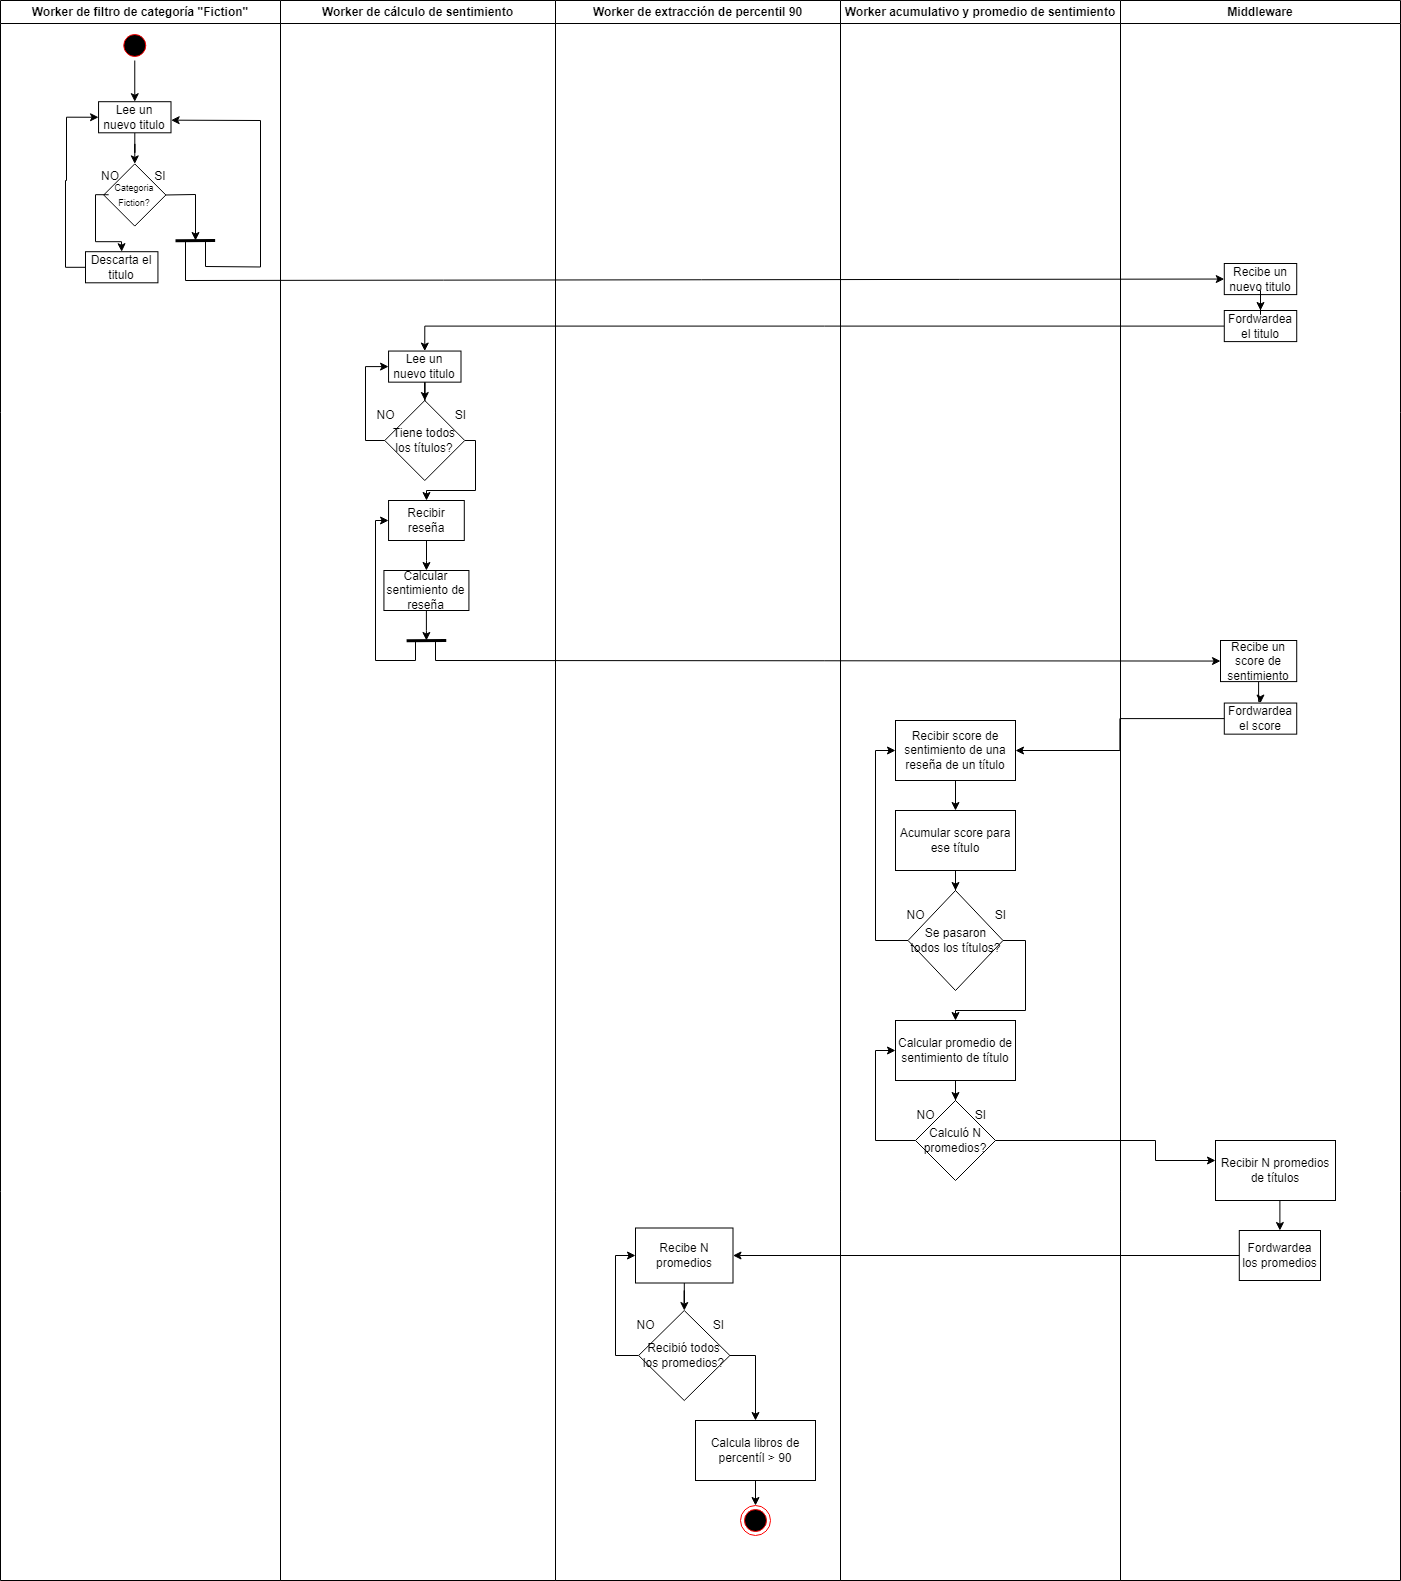 Worker de filtro de categoría "Fiction"
Worker de cálculo de sentimiento
Worker de extracción de percentil 90
Worker acumulativo y promedio de sentimiento
Middleware
Lee un
nuevo titulo
NO
SI
Categoria
Fiction?
Descarta el
titulo
Recibe un
nuevo titulo
Fordwardea
el titulo
Lee un
nuevo titulo
NO
SI
Tiene todos
los títulos?
Recibir
reseña
Calcular
sentimiento de
reseña
Recibe un
score de
sentimiento
Fordwardea
el score
Recibir score de
sentimiento de una
reseña de un título
Acumular score para
ese título
NO
SI
Se pasaron
todos los títulos?
Calcular promedio de
sentimiento de título
NO
SI
Calculó N
promedios?
Recibir N promedios
de títulos
Fordwardea
los promedios
Recibe N
promedios
NO
SI
Recibió todos
los promedios?
Calcula libros de
percentíl > 90